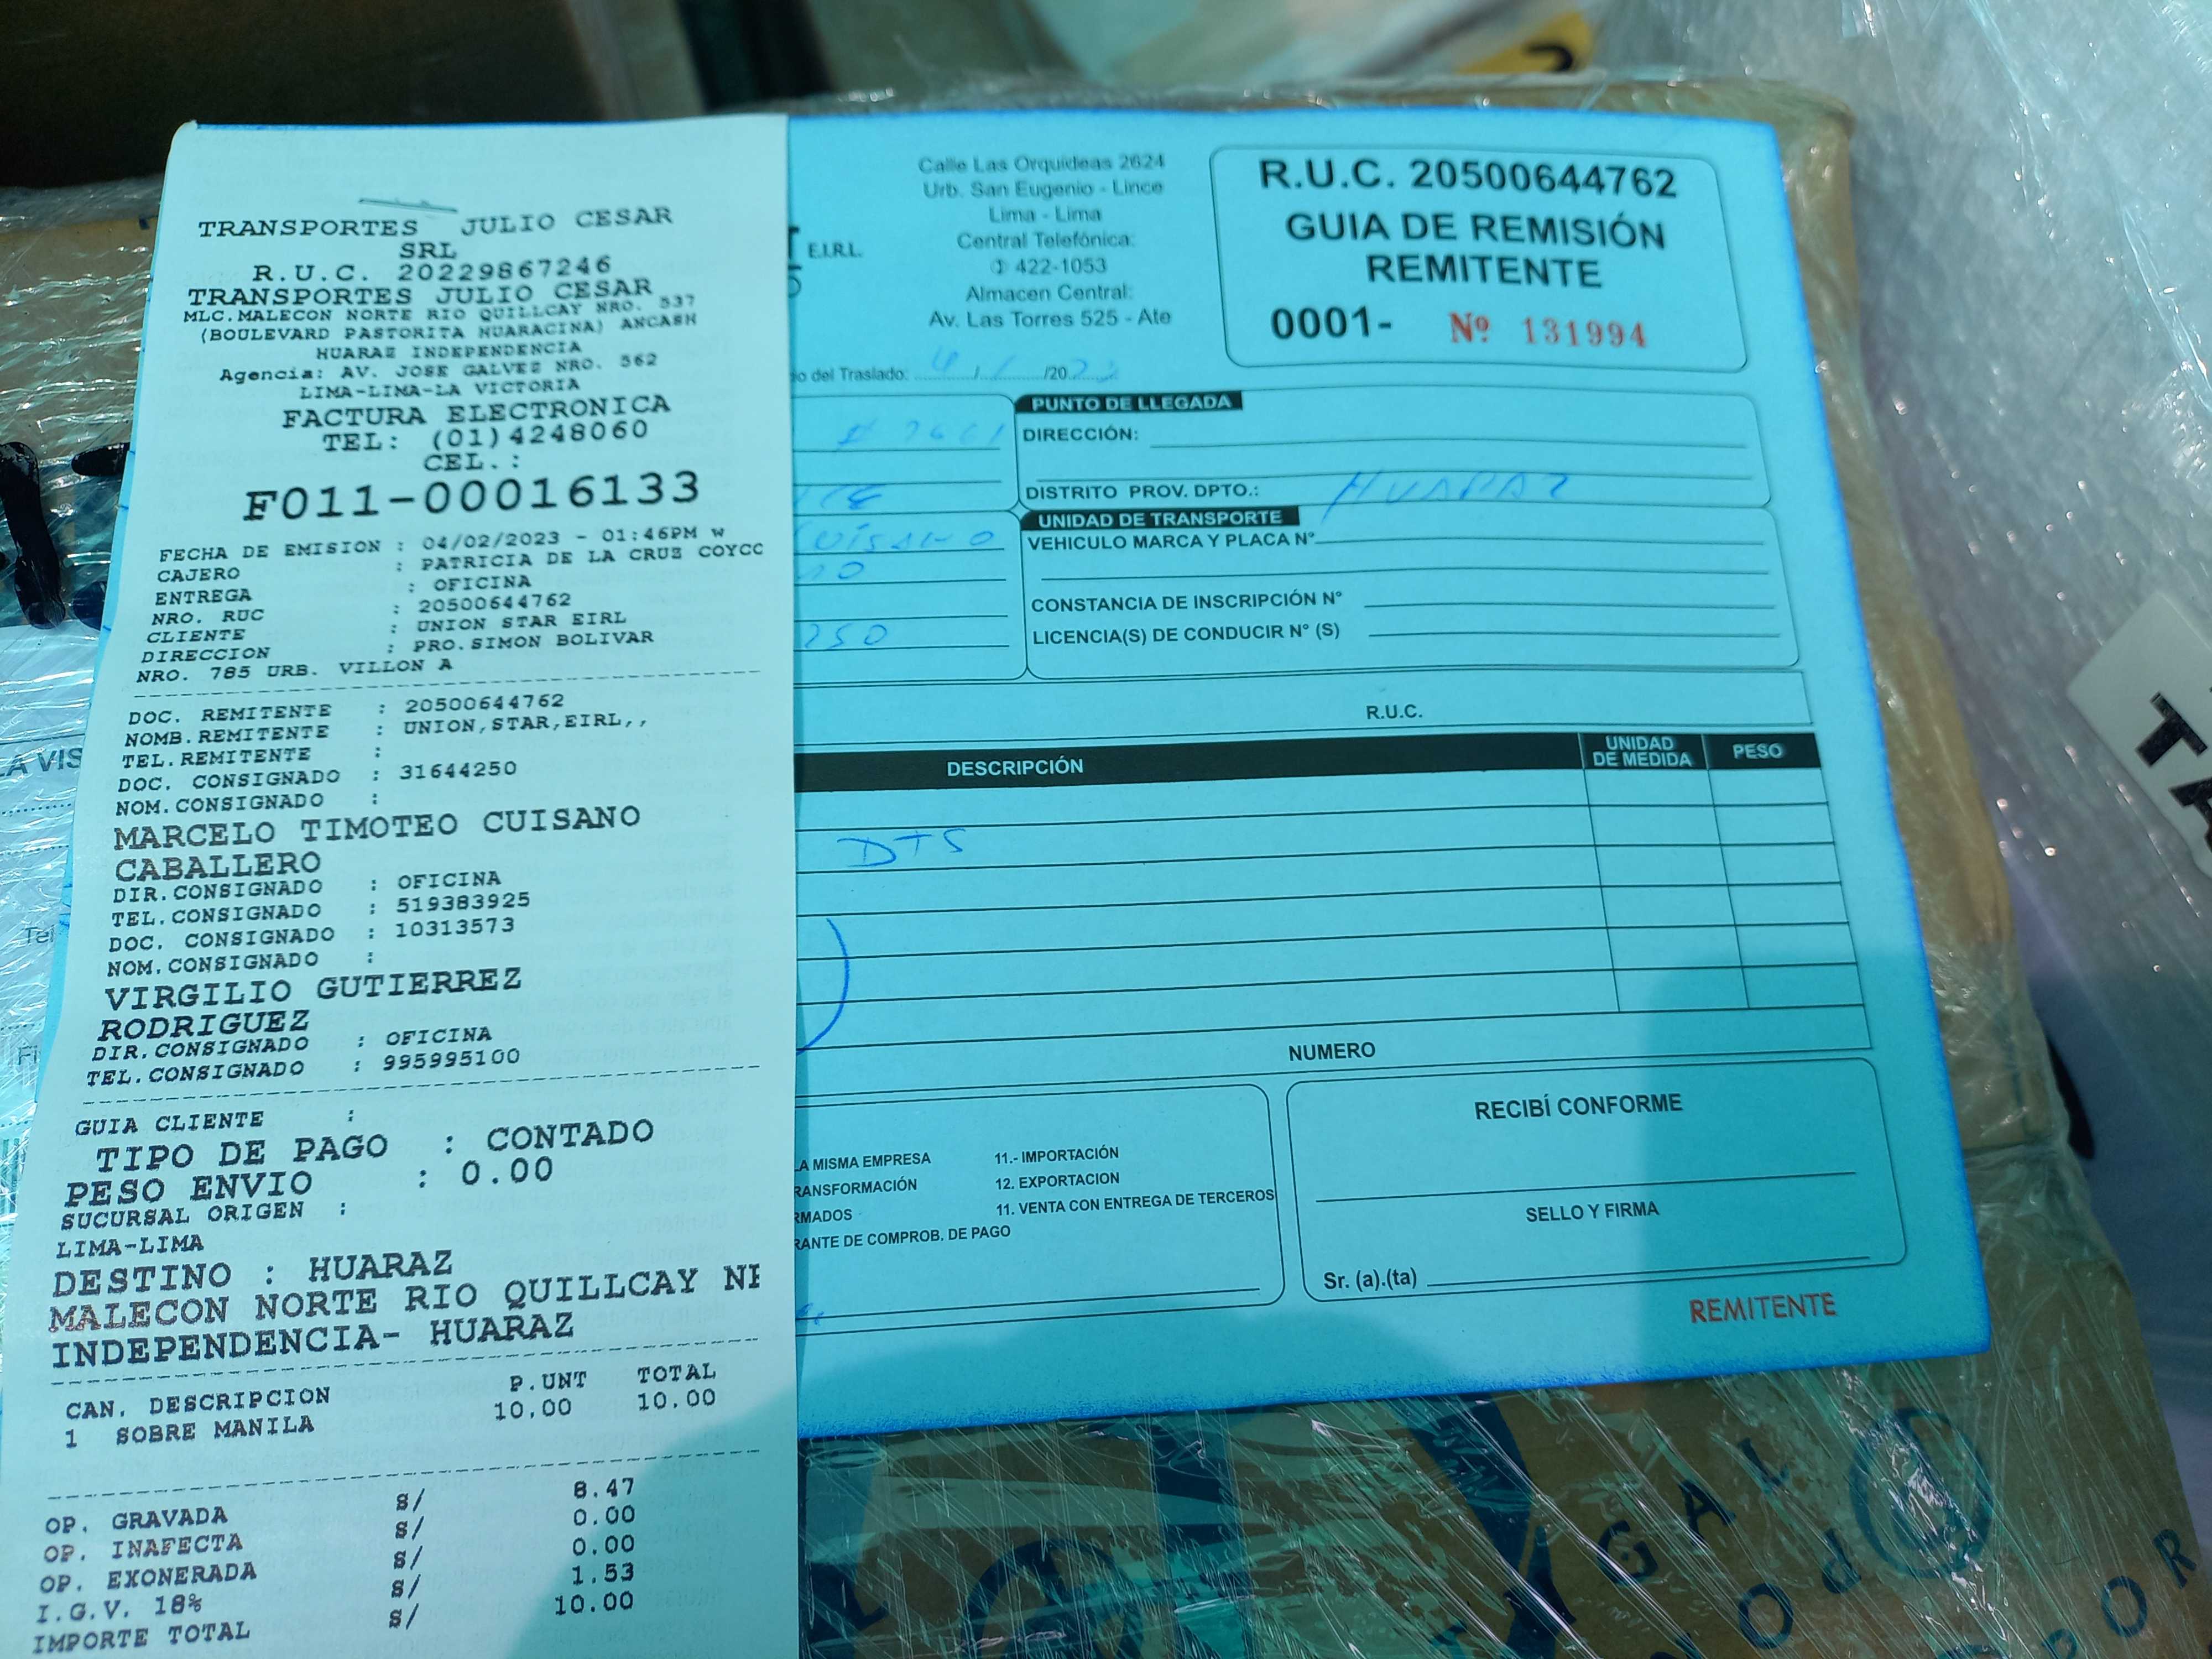 TRANSPORTES JULIO CESAR
SRL
R.U.C. 20229867246
TRANSPORTES JULIO CESAR
MLC.MALECON NORTE RIO QUILLCAY NRO. 537
(BOULEVARD PASTORITA HUARACINA) ANCASH
HUARAZ INDEPENDENCIA
Agencia: AV. JOSE GALVEZ NRO. 562
LIMA-LIMA-LA VICTORIA
FACTURA ELECTRONICA
TEL: (01)4248060
CEL.:
F011-00016133
FECHA DE EMISION : 04/02/2023 - 01:46PM W
CAJERO : PATRICIA DE LA CRUZ COYCC
ENTREGA : OFICINA
NRO. RUC : 20500644762
CLIENTE : UNION STAR EIRL
DIRECCION : PRO.SIMON BOLIVAR
NRO. 785 URB. VILLON A
DOC. REMITENTE : 20500644762
NOMB.REMITENTE : UNION,STAR,EIRL,,
TEL.REMITENTE :
DOC. CONSIGNADO : 31644250
NOM.CONSIGNADO :
MARCELO TIMOTEO CUISANO
CABALLERO
DIR.CONSIGNADO : OFICINA
TEL.CONSIGNADO : 519383925
DOC. CONSIGNADO : 10313573
NOM.CONSIGNADO :
VIRGILIO GUTIERREZ
RODRIGUEZ
DIR.CONSIGNADO : OFICINA
TEL.CONSIGNADO : 995995100
GUIA CLIENTE :
TIPO DE PAGO : CONTADO
PESO ENVIO : 0.00
SUCURSAL ORIGEN :
LIMA-LIMA
DESTINO : HUARAZ
MALECON NORTE RIO QUILLCAY
INDEPENDENCIA- HUARAZ
CAN. DESCRIPCION P.UNT TOTAL
1 SOBRE MANILA 10.00 10.00
OP. GRAVADA S/ 8.47
OP. INAFECTA S/ 0.00
OP. EXONERADA S/ 0.00
I.G.V. 18% S/ 1.53
IMPORTE TOTAL S/ 10.00
E.I.R.L.
Calle Las Orquideas 2624
Urb. San Eugenio - Lince
Lima - Lima
Central Telefónica:
422-1053
Almacen Central:
Av. Las Torres 525 - Ate
R.U.C. 20500644762
GUIA DE REMISIÓN
REMITENTE
0001- Nº 131994
del Traslado: /20
PUNTO DE LLEGADA
DIRECCIÓN:
DISTRITO PROV. DPTO.: HUARAZ
UNIDAD DE TRANSPORTE
VEHICULO MARCA Y PLACA N°
CONSTANCIA DE INSCRIPCIÓN N°
LICENCIA(S) DE CONDUCIR N° (S)
250
R.U.C.
DESCRIPCIÓN UNIDAD DE MEDIDA PESO
DTS
NUMERO
LA MISMA EMPRESA 11.- IMPORTACIÓN
12. EXPORTACION
11. VENTA CON ENTREGA DE TERCEROS
DE COMPROB. DE PAGO
RECIBÍ CONFORME
SELLO Y FIRMA
Sr. (a).(ta)
REMITENTE